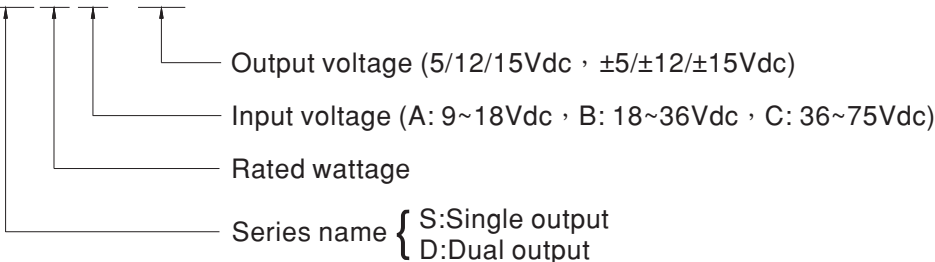 Output voltage (5/12/15Vdc，±5/±12/±15Vdc)
Input voltage (A: 9~18Vdc，B: 18~36Vdc，C: 36~75Vdc)
Rated wattage
Series name { S:Single output
D:Dual output